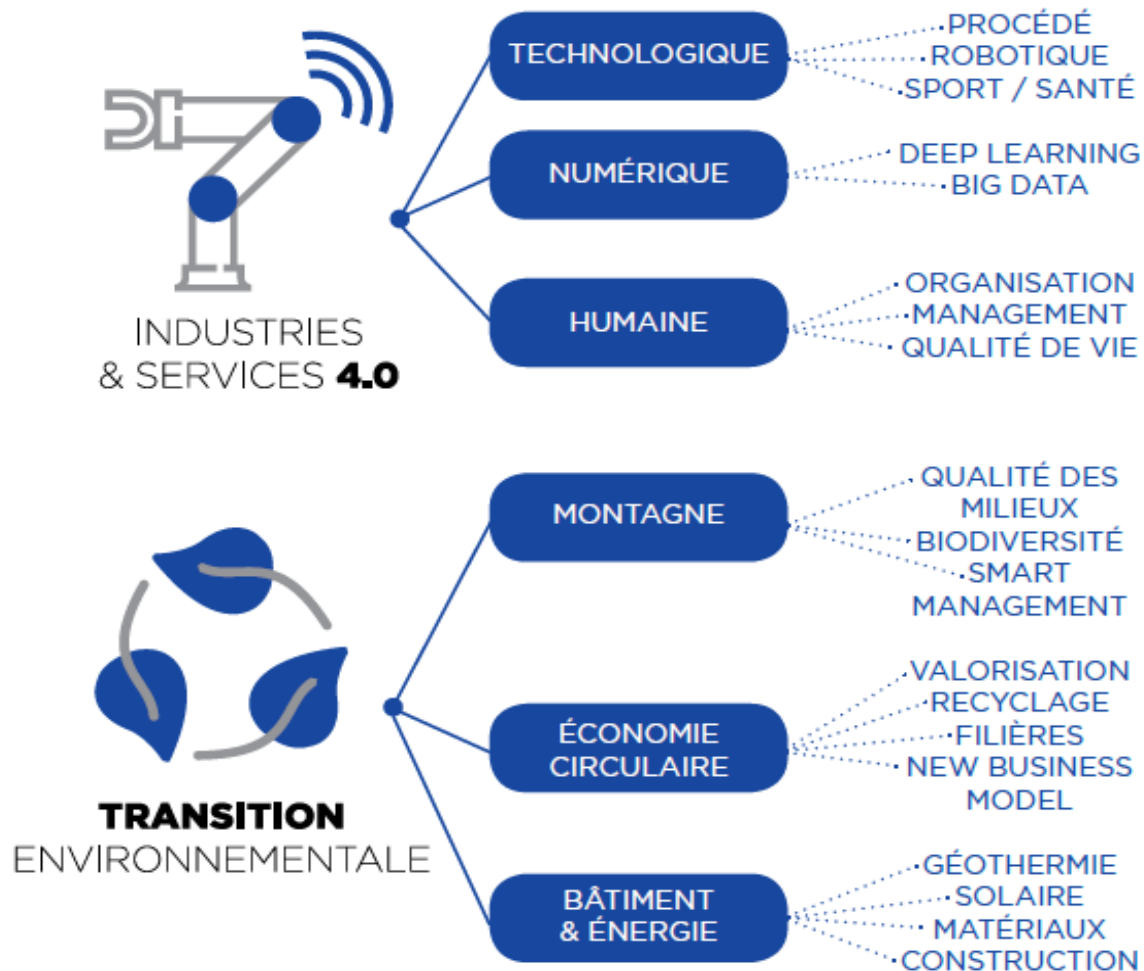 TECHNOLOGIQUE
PROCÉDÉ
ROBOTIQUE
SPORT / SANTÉ
NUMÉRIQUE
DEEP LEARNING
BIG DATA
HUMAINE
ORGANISATION
MANAGEMENT
QUALITÉ DE VIE
INDUSTRIES
& SERVICES 4.0
MONTAGNE
QUALITÉ DES
MILIEUX
BIODIVERSITÉ
SMART
MANAGEMENT
ÉCONOMIE
CIRCULAIRE
VALORISATION
RECYCLAGE
FILIÈRES
NEW BUSINESS
MODEL
TRANSITION
ENVIRONNEMENTALE
BÂTIMENT
& ÉNERGIE
GÉOTHERMIE
SOLAIRE
MATÉRIAUX
CONSTRUCTION